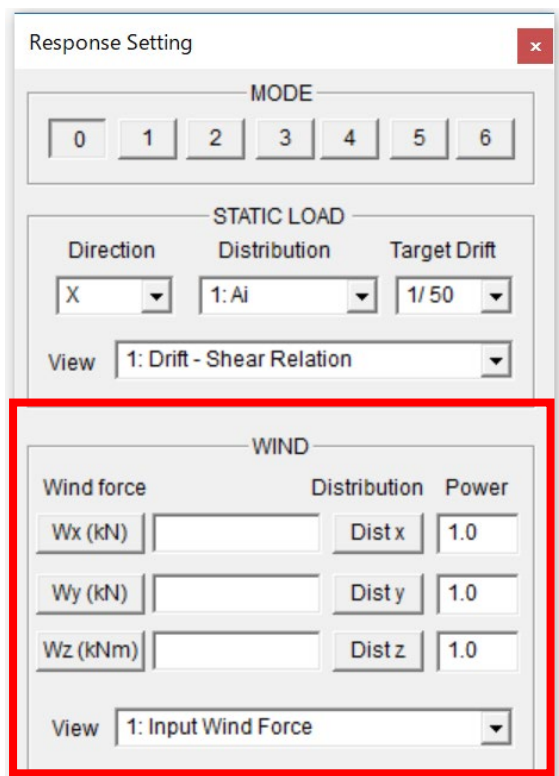 Response Setting x
MODE
0 1 2 3 4 5 6
STATIC LOAD
Direction Distribution Target Drift
X 1: Ai 1/ 50
View 1: Drift - Shear Relation
WIND
Wind force Distribution Power
Wx (kN) Dist x 1.0
Wy (kN) Dist y 1.0
Wz (kNm) Dist z 1.0
View 1: Input Wind Force